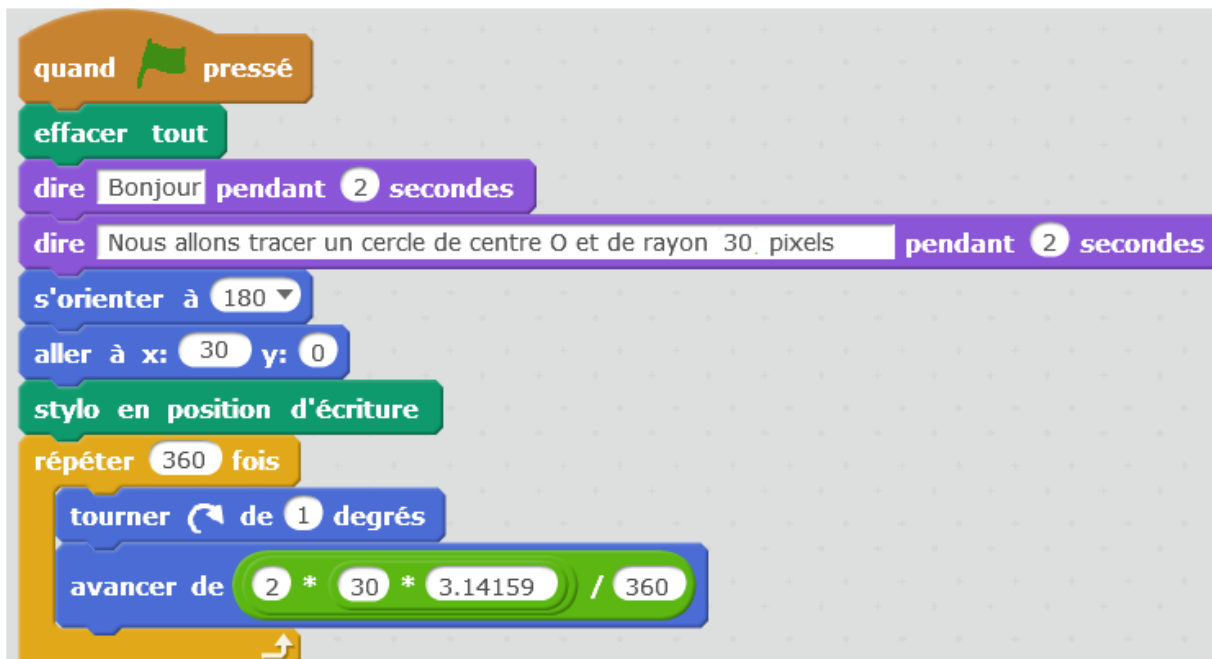 quand pressé
effacer tout
dire Bonjour pendant 2 secondes
dire Nous allons tracer un cercle de centre O et de rayon 30 pixels pendant 2 secondes
s'orienter à 180
aller à x: 30 y: 0
stylo en position d'écriture
répéter 360 fois
tourner de 1 degrés
avancer de 2 * 30 * 3.14159 / 360